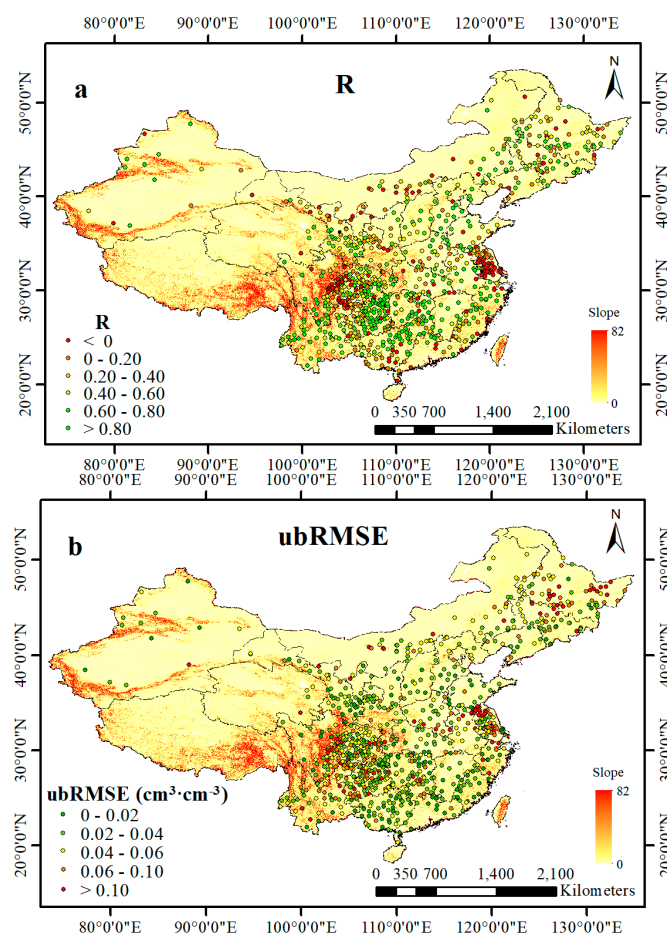 80°0'0"E 90°0'0"E 100°0'0"E 110°0'0"E 120°0'0"E 130°0'0"E
a
R
N
50°0'0"N
40°0'0"N
30°0'0"N
20°0'0"N
50°0'0"N
40°0'0"N
30°0'0"N
20°0'0"N
R
< 0
0 - 0.20
0.20 - 0.40
0.40 - 0.60
0.60 - 0.80
> 0.80
Slope
82
0
0 350 700 1,400 2,100
Kilometers
80°0'0"E 90°0'0"E 100°0'0"E 110°0'0"E 120°0'0"E 130°0'0"E
80°0'0"E 90°0'0"E 100°0'0"E 110°0'0"E 120°0'0"E 130°0'0"E
b
ubRMSE
N
50°0'0"N
40°0'0"N
30°0'0"N
20°0'0"N
50°0'0"N
40°0'0"N
30°0'0"N
20°0'0"N
ubRMSE (cm³·cm⁻³)
0 - 0.02
0.02 - 0.04
0.04 - 0.06
0.06 - 0.10
> 0.10
Slope
82
0
0 350 700 1,400 2,100
Kilometers
80°0'0"E 90°0'0"E 100°0'0"E 110°0'0"E 120°0'0"E 130°0'0"E